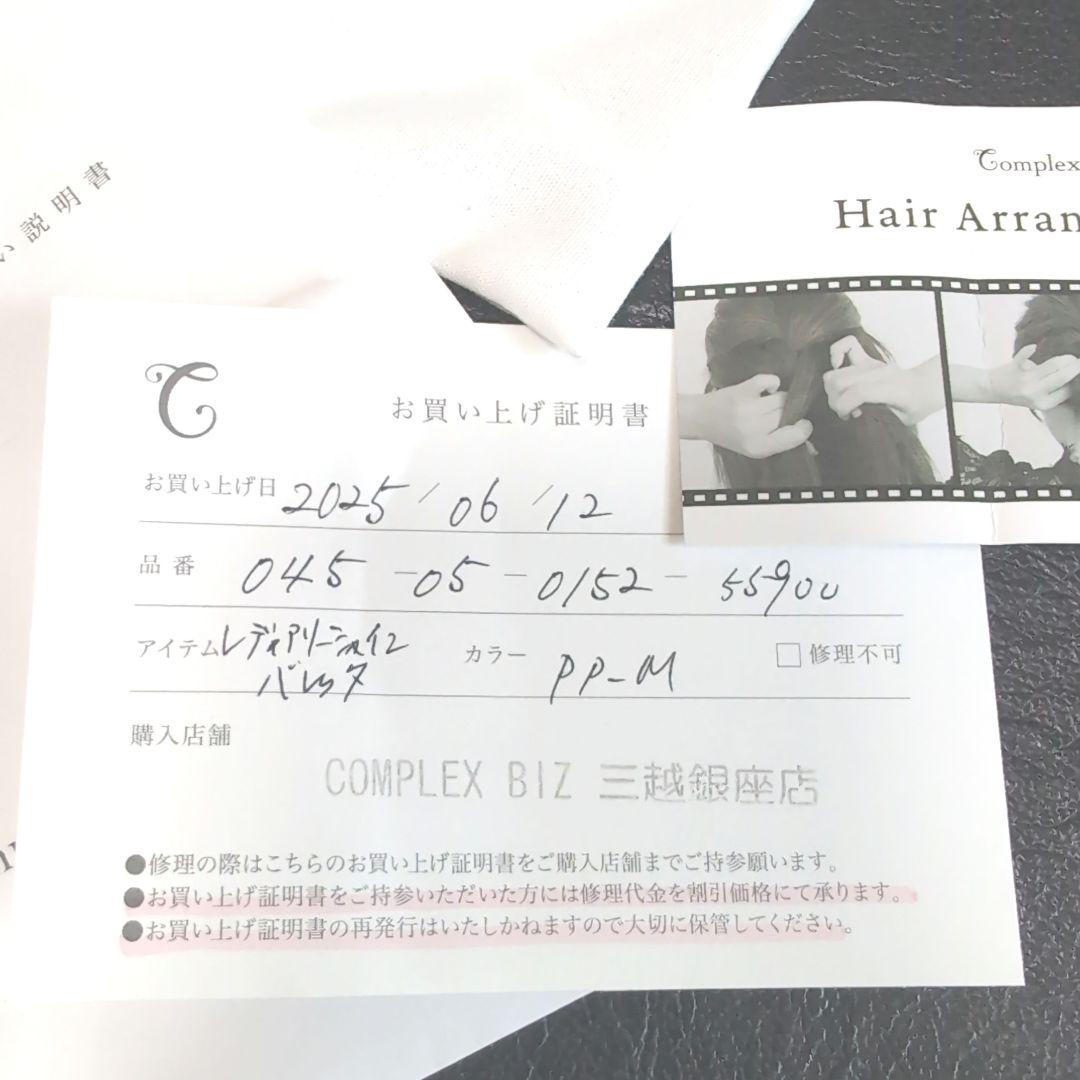 い説明書
Complex
Hair Arran
お買い上げ証明書
お買い上げ日 2025/06/12
品番 045-05-0152-55900
アイテム レディアリーシャイン
バレッタ
カラー PP-M
修理不可
購入店舗
COMPLEX BIZ 三越銀座店
●修理の際はこちらのお買い上げ証明書をご購入店舗までご持参願います。
●お買い上げ証明書をご持参いただいた方には修理代金を割引価格にて承ります。
●お買い上げ証明書の再発行はいたしかねますので大切に保管してください。